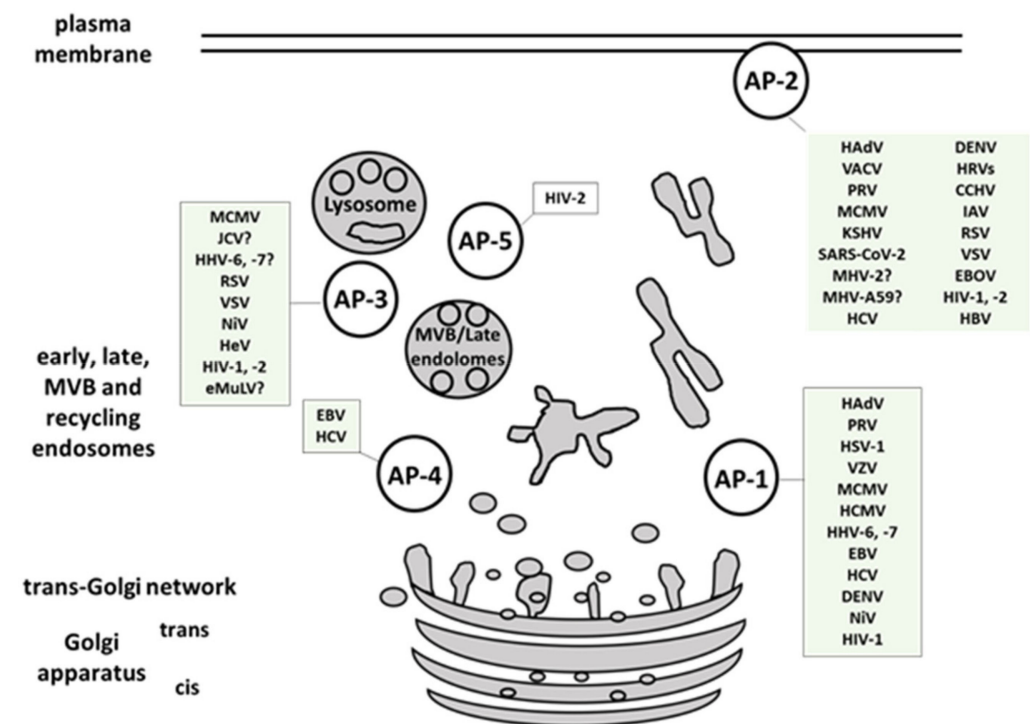 plasma
membrane
AP-2
HAdV DENV
VACV HRVs
PRV CCHV
MCMV IAV
KSHV RSV
SARS-CoV-2 VSV
MHV-2? EBOV
MHV-A59? HIV-1, -2
HCV HBV
Lysosome
HIV-2
AP-5
MCMV
JCV?
HHV-6, -7?
RSV
VSV
NiV
HeV
HIV-1, -2
eMuLV?
AP-3
MVB/Late
endolomes
early, late,
MVB and
recycling
endosomes
EBV
HCV
AP-4
AP-1
HAdV
PRV
HSV-1
VZV
MCMV
HCMV
HHV-6, -7
EBV
HCV
DENV
NiV
HIV-1
trans-Golgi network
Golgi
apparatus
trans
cis